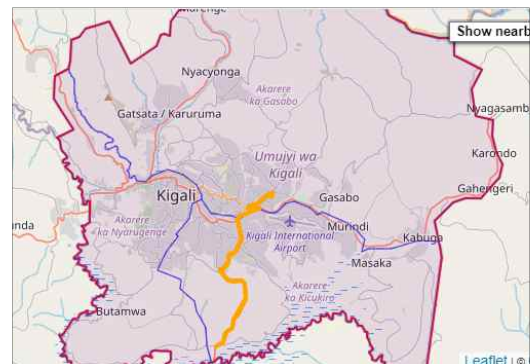 Show nearb
Nyacyonga
Akarere
ka Gasabo
Nyagasamb
Gatsata / Karuruma
Umujyi wa
Kigali
Karondo
Kigali
Gasabo
Gahengeri
Akarere
ka Nyarugenge
Kigali International
Airport
Murindi
Kabuga
Masaka
Akarere
ka Kicukiro
Butamwa
Leaflet | ©